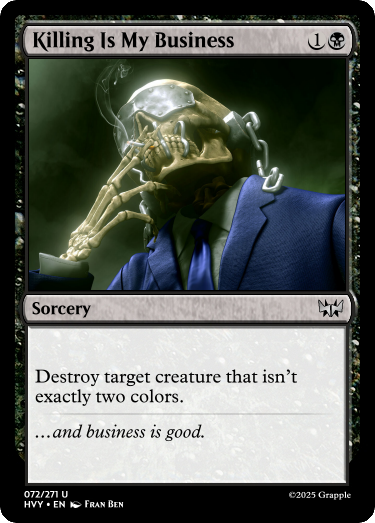 Killing Is My Business 1
Sorcery
Destroy target creature that isn't
exactly two colors.
...and business is good.
072/271 U
HVY • EN Fran Ben
©2025 Grapple